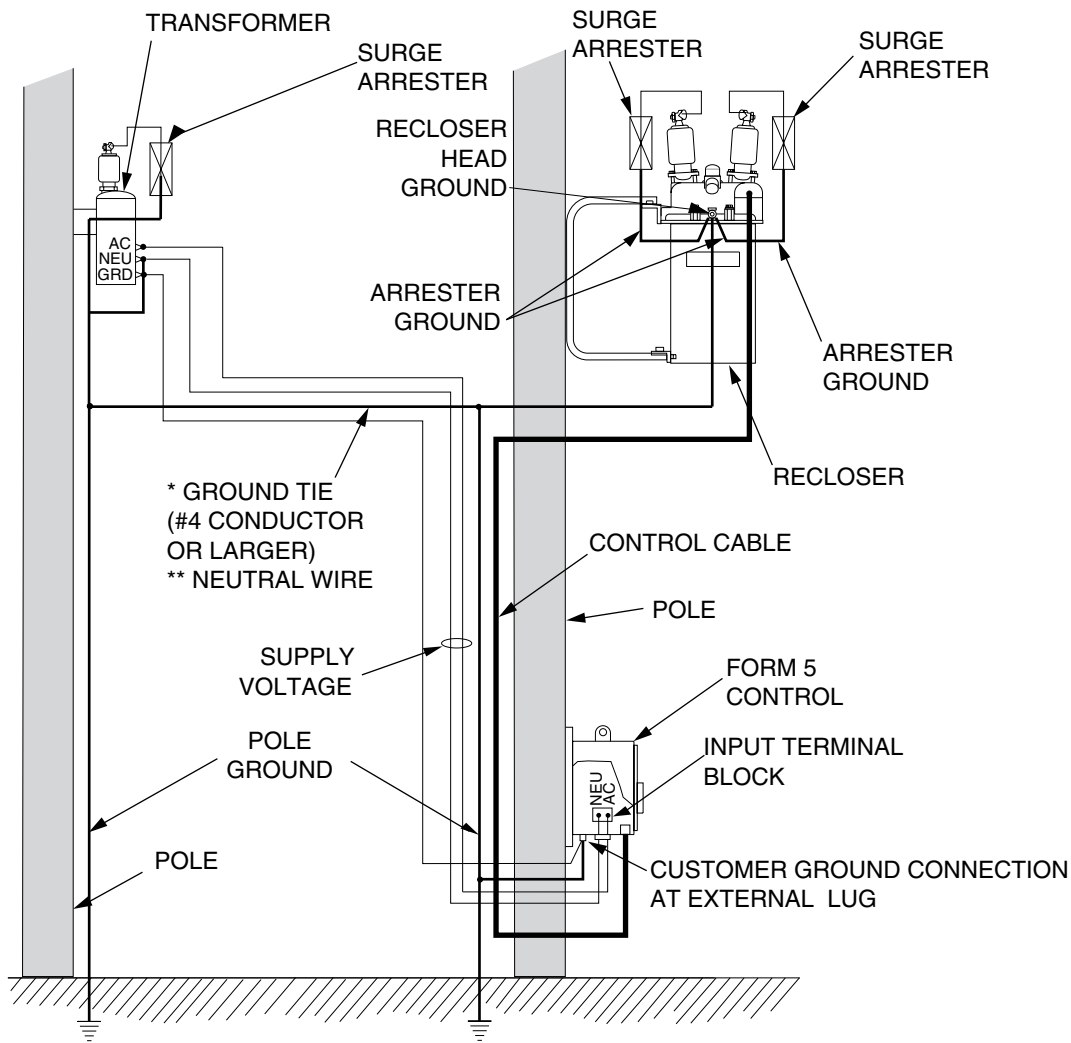 TRANSFORMER
SURGE
ARRESTER
SURGE
ARRESTER
SURGE
ARRESTER
RECLOSER
HEAD
GROUND
AC
NEU
GRD
ARRESTER
GROUND
ARRESTER
GROUND
RECLOSER
* GROUND TIE
(#4 CONDUCTOR
OR LARGER)
** NEUTRAL WIRE
CONTROL CABLE
POLE
SUPPLY
VOLTAGE
FORM 5
CONTROL
POLE
GROUND
INPUT TERMINAL
BLOCK
NEU
AC
POLE
CUSTOMER GROUND CONNECTION
AT EXTERNAL LUG